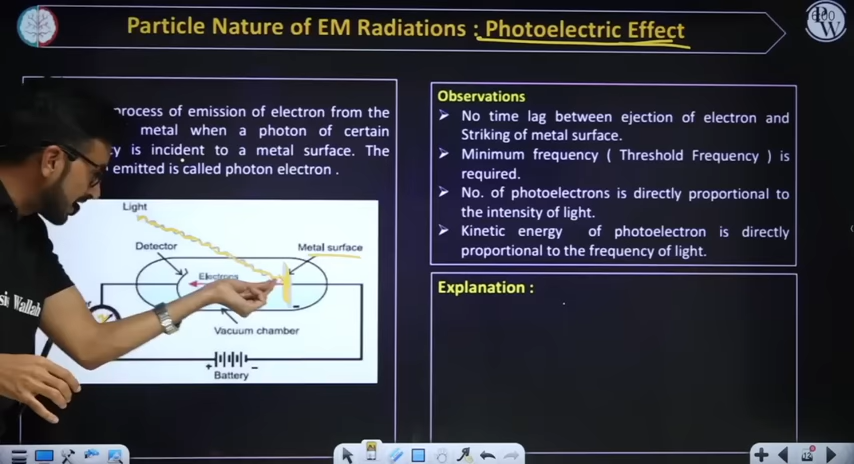 Particle Nature of EM Radiations : Photoelectric Effect
process of emission of electron from the
metal when a photon of certain
is incident to a metal surface. The
emitted is called photon electron .
Light
Detector
Metal surface
Electrons
Vacuum chamber
Battery
+
−
-
Wallah
Observations
➢ No time lag between ejection of electron and
Striking of metal surface.
➢ Minimum frequency ( Threshold Frequency ) is
required.
➢ No. of photoelectrons is directly proportional to
the intensity of light.
➢ Kinetic energy of photoelectron is directly
proportional to the frequency of light.
Explanation :